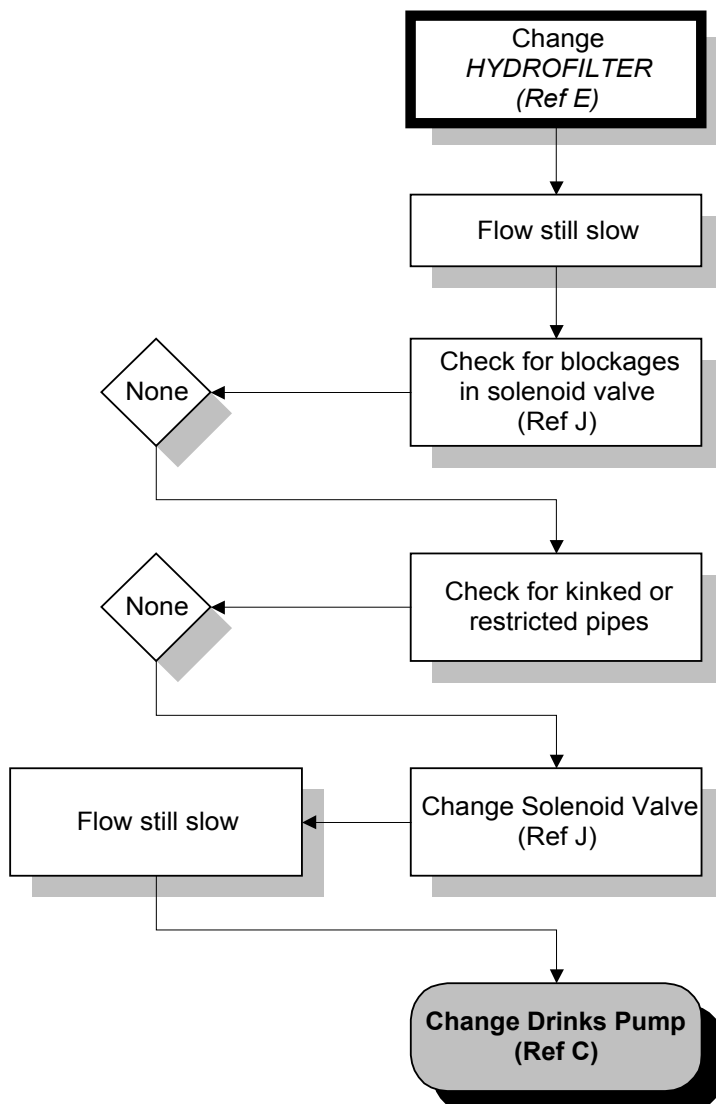 Change
HYDROFILTER
(Ref E)
Flow still slow
Check for blockages
in solenoid valve
(Ref J)
None
Check for kinked or
restricted pipes
None
Change Solenoid Valve
(Ref J)
Flow still slow
Change Drinks Pump
(Ref C)